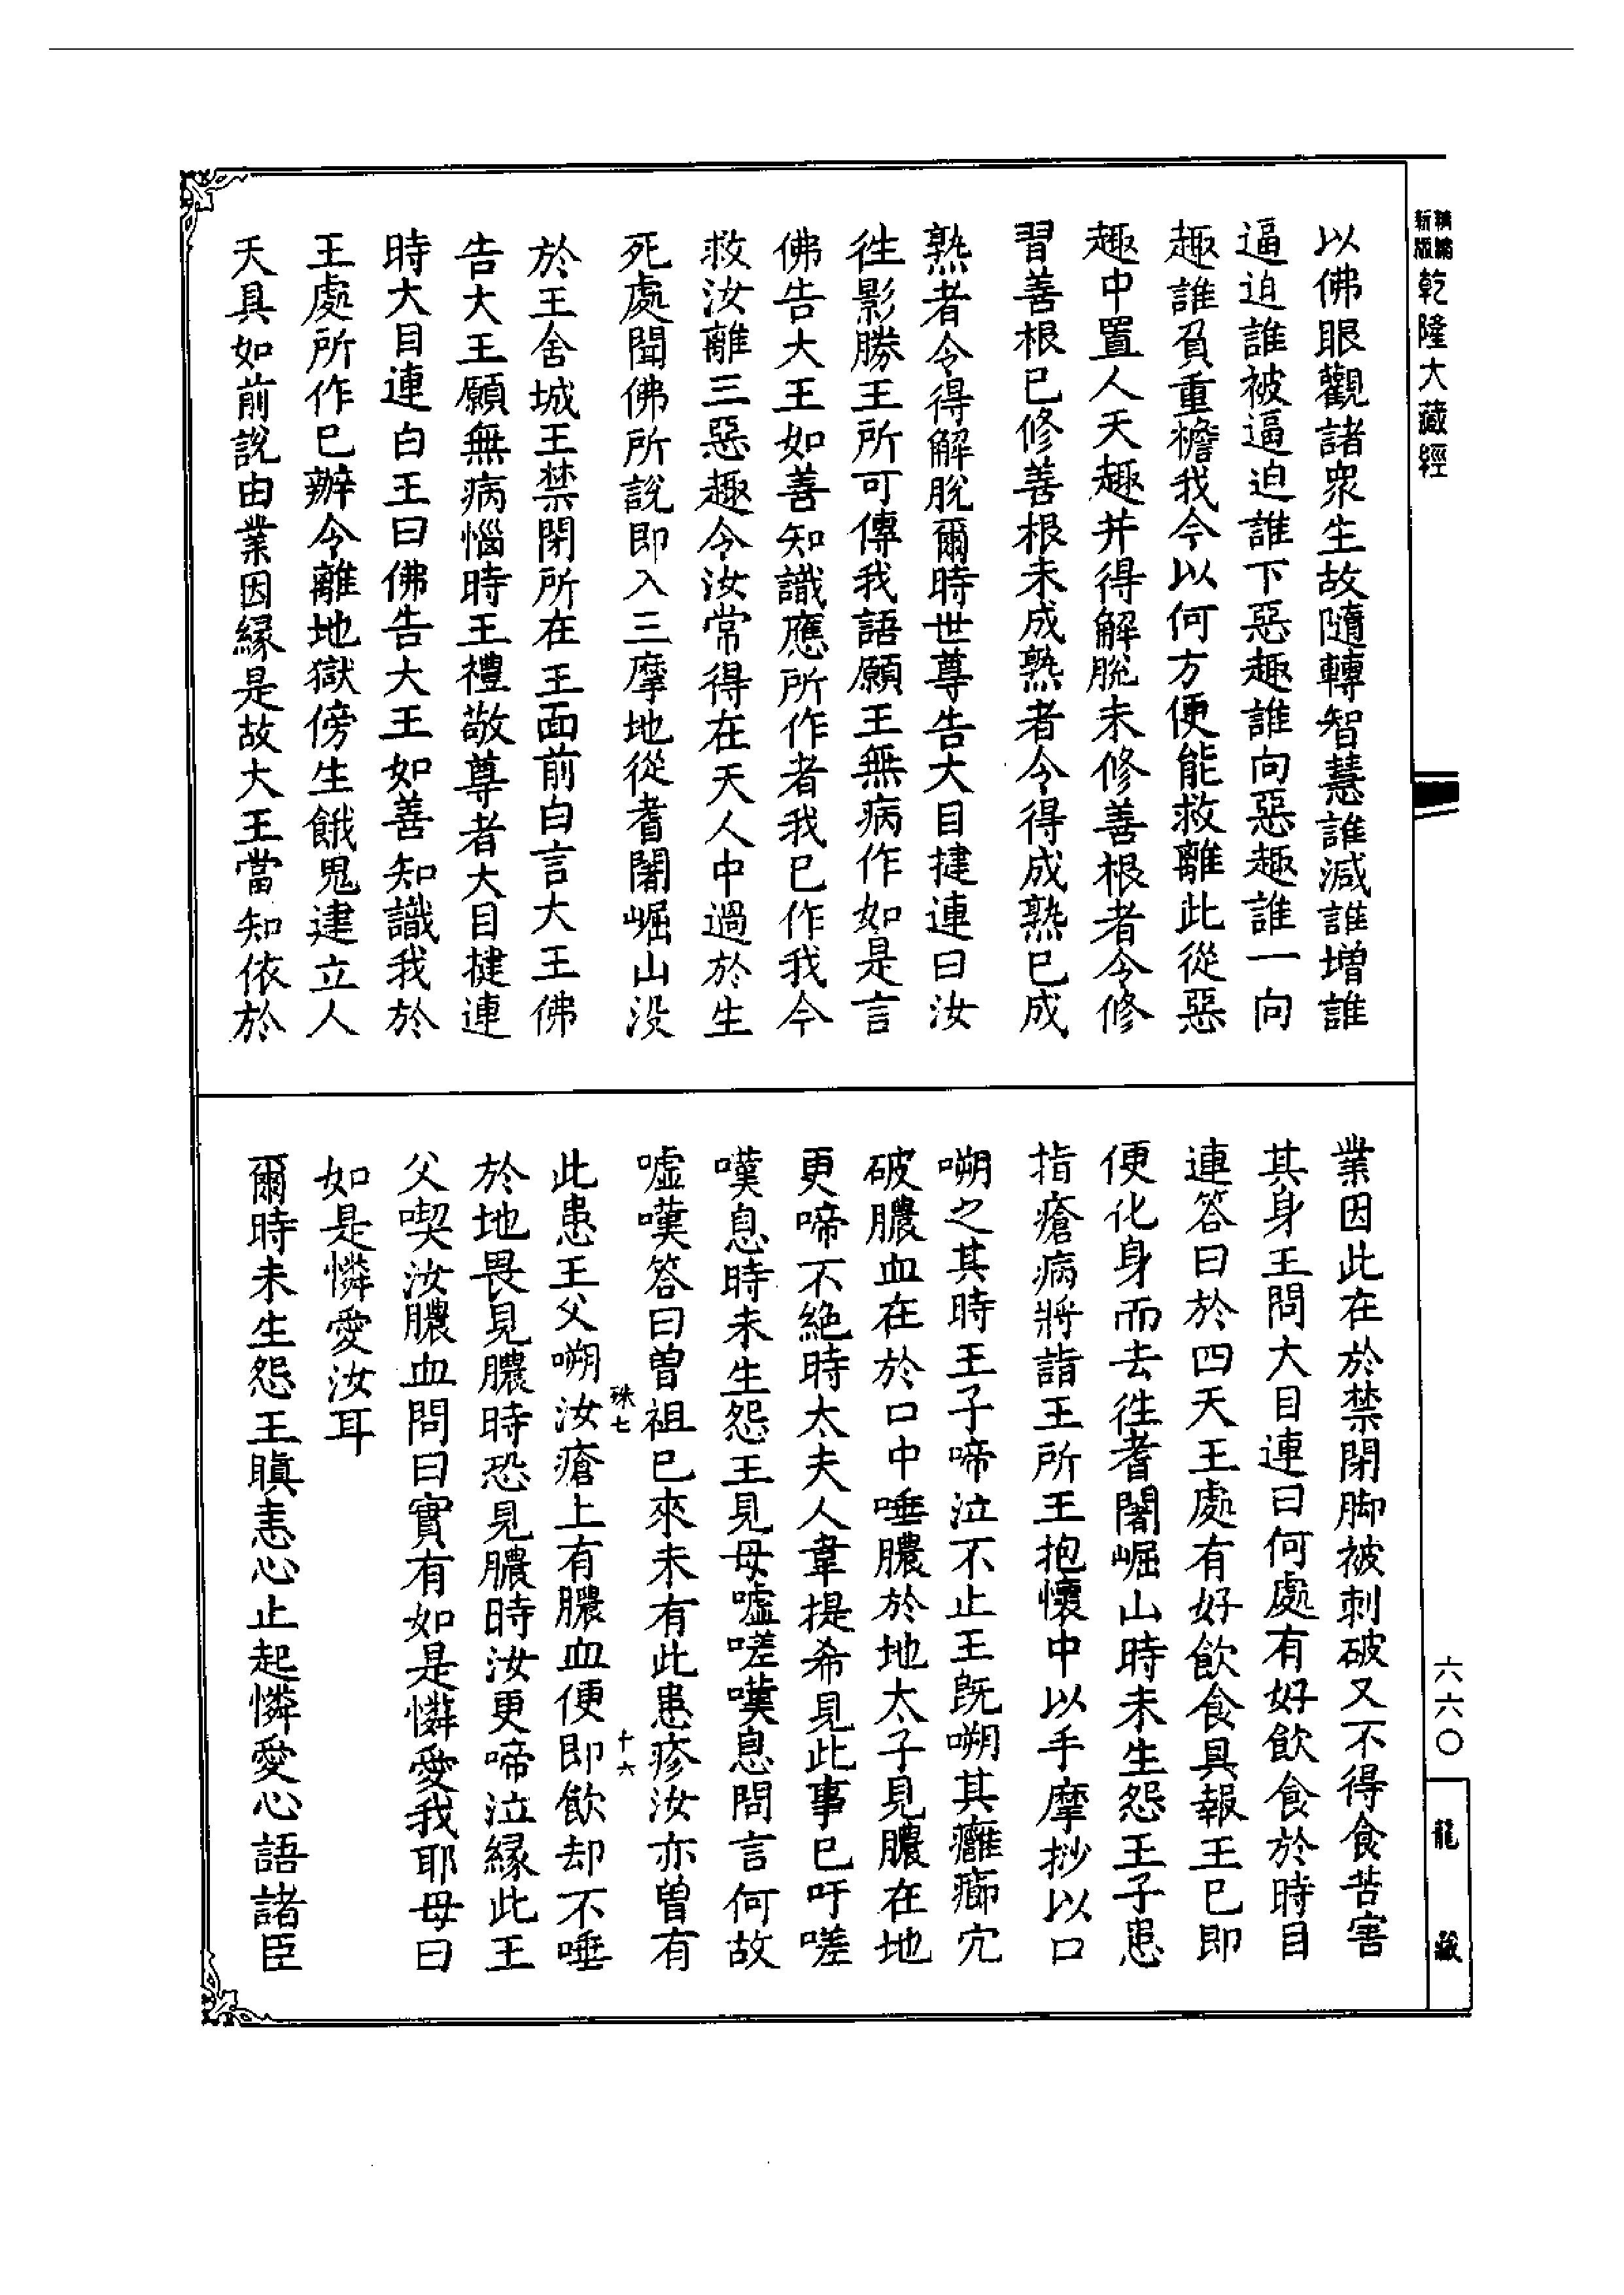 新版精編
乾隆大藏經
以佛眼觀諸衆生故隨轉智慧誰減誰增誰
逼迫誰被逼迫誰下惡趣誰向惡趣誰一向
趣誰負重檐我今以何方便能救離此從惡
趣中置人天趣并得解脫未修善根者令修
習善根已修善根未成熟者令得成熟已成
熟者令得解脫爾時世尊告大目揵連曰汝
往影勝王所可傳我語願王無病作如是言
佛告大王如善知識應所作者我已作我今
救汝離三惡趣令汝常得在天人中過於生
死處聞佛所說即入三摩地從耆闍崛山没
於王舍城王禁閉所在王面前白言大王佛
告大王願無病惱時王禮敬尊者大目揵連
時大目連白王曰佛告大王如善知識我於
王處所作已辦令離地獄傍生餓鬼建立人
天具如前說由業因緣是故大王當知依於
業因此在於禁閉脚被刺破又不得食苦害
其身王問大目連曰何處有好飲食於時目
連答曰於四天王處有好飲食具報王已即
便化身而去徃耆闍崛山時未生怨王子患
指瘡病將詣王所王抱懷中以手摩挱以口
嗍之其時王子啼泣不止王旣嗍其癰癤宂
破膿血在於口中唾膿於地太子見膿在地
更啼不絶時太夫人韋提希見此事已吁嗟
嘆息時未生怨王見母嘘嗟嘆息問言何故
嘘嘆答曰曾祖已來未有此患疹汝亦曾有
此患王父嗍汝瘡上有膿血便即飲却不唾
於地畏見膿時恐見膿時汝更啼泣緣此王
父喫汝膿血問曰實有如是憐愛我耶母曰
如是憐愛汝耳
爾時未生怨王瞋恚心止起憐愛心語諸臣
殊七
十六
六六〇
龍藏